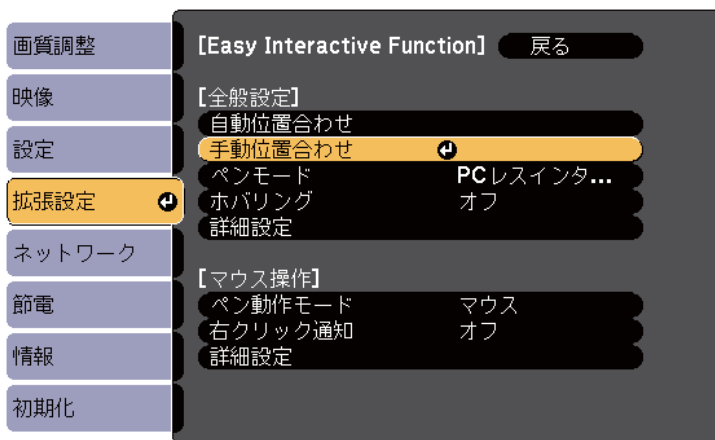 画質調整
映像
設定
拡張設定
ネットワーク
節電
情報
初期化
[Easy Interactive Function] 戻る
[全般設定]
自動位置合わせ
手動位置合わせ
ペンモード PCレスインタ...
ホバリング オフ
詳細設定
[マウス操作]
ペン動作モード マウス
右クリック通知 オフ
詳細設定